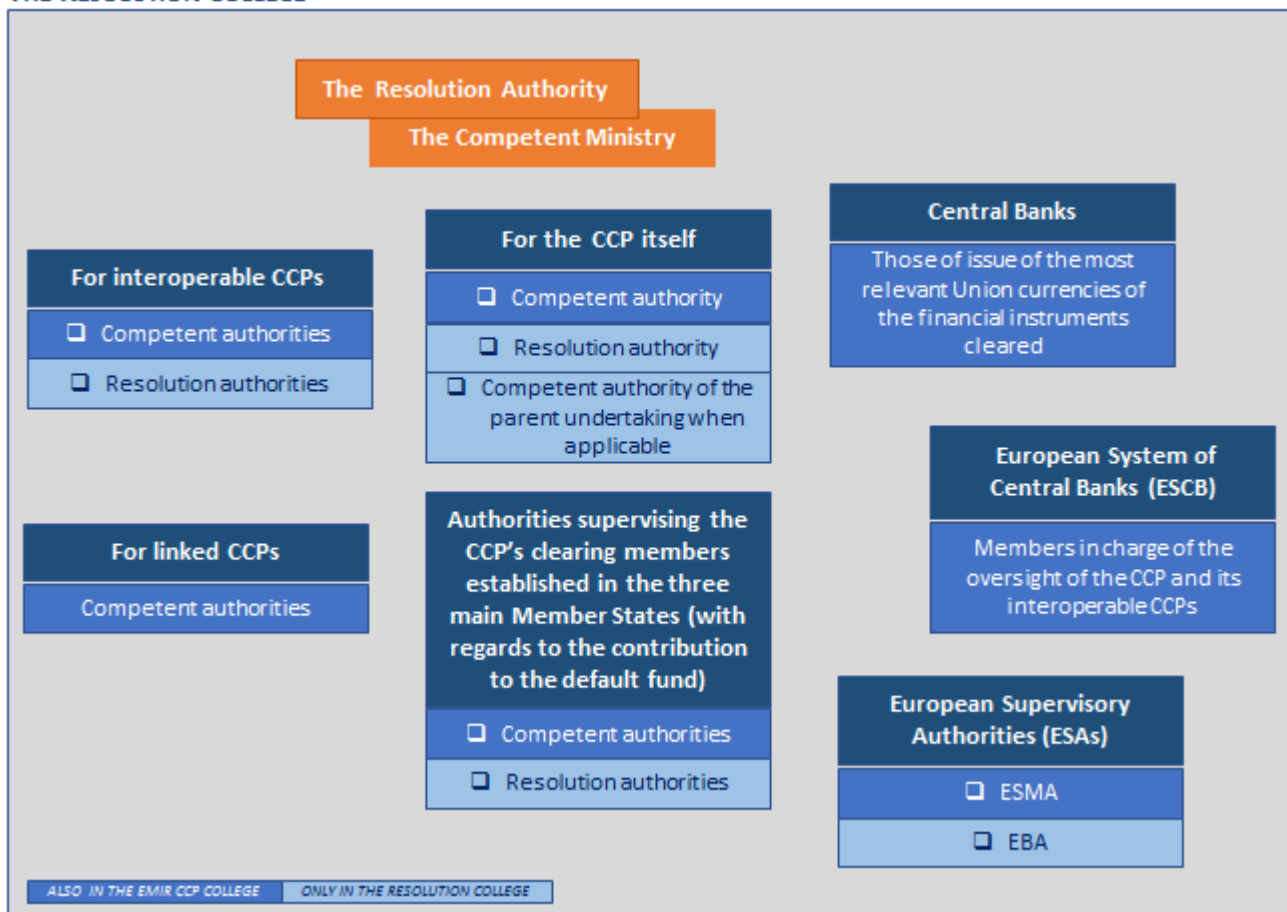 The Resolution Authority
The Competent Ministry
For interoperable CCPs
❑ Competent authorities
❑ Resolution authorities
For linked CCPs
Competent authorities
For the CCP itself
❑ Competent authority
❑ Resolution authority
❑ Competent authority of the
parent undertaking when
applicable
Authorities supervising the
CCP's clearing members
established in the three
main Member States (with
regards to the contribution
to the default fund)
❑ Competent authorities
❑ Resolution authorities
Central Banks
Those of issue of the most
relevant Union currencies of
the financial instruments
cleared
European System of
Central Banks (ESCB)
Members in charge of the
oversight of the CCP and its
interoperable CCPs
European Supervisory
Authorities (ESAs)
❑ ESMA
❑ EBA
ALSO IN THE EMIR CCP COLLEGE
ONLY IN THE RESOLUTION COLLEGE